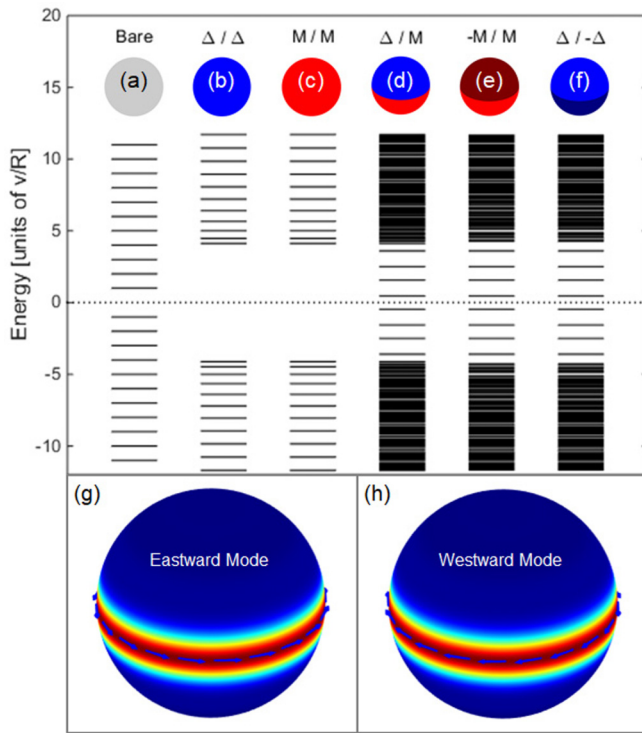 20
Bare Δ / Δ M / M Δ / M -M / M Δ / -Δ
15
(a) (b) (c) (d) (e) (f)
10
5
0
-5
-10
Energy [units of v/R]
(g) (h)
Eastward Mode Westward Mode